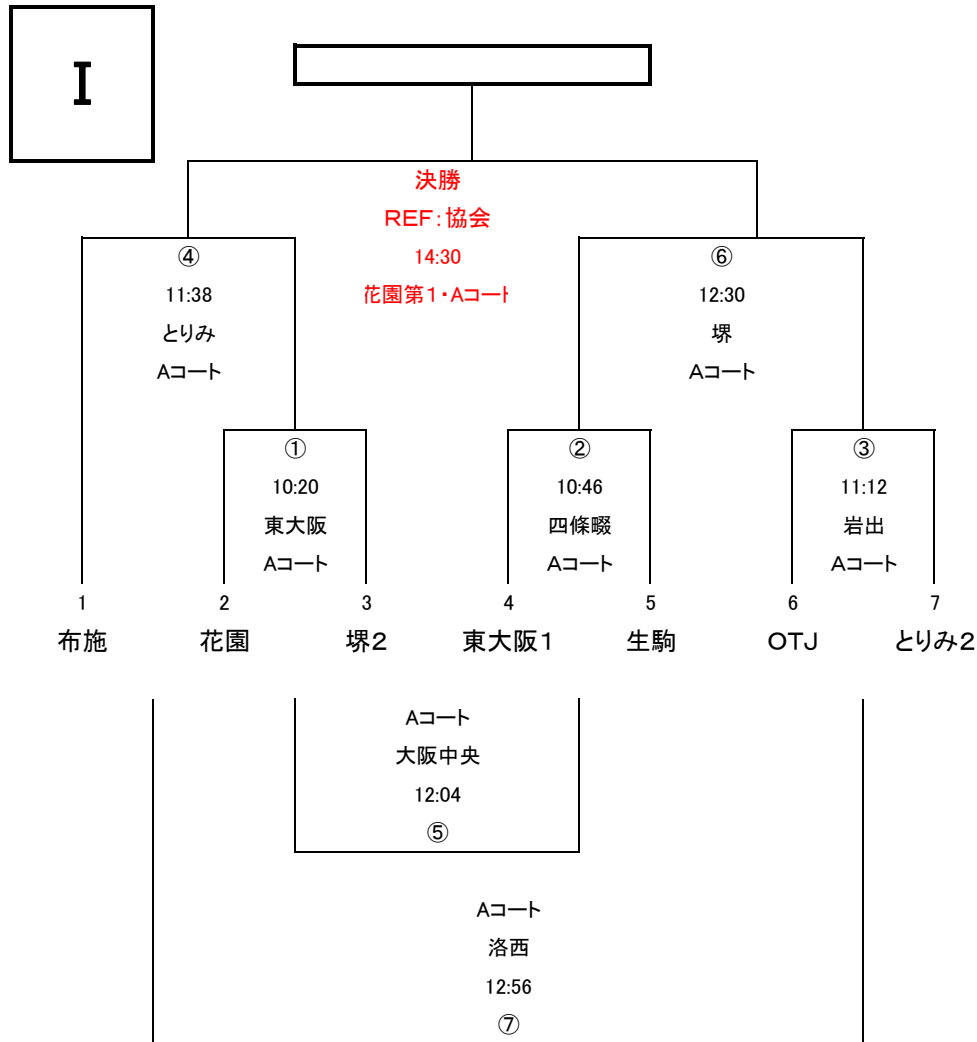 I
決勝
REF:協会
14:30
花園第1・Aコート
④
11:38
とりみ
Aコート
⑥
12:30
堺
Aコート
①
10:20
東大阪
Aコート
②
10:46
四條畷
Aコート
③
11:12
岩出
Aコート
1 2 3 4 5 6 7
布施 花園 堺2 東大阪1 生駒 OTJ とりみ2
Aコート
大阪中央
12:04
⑤
Aコート
洛西
12:56
⑦